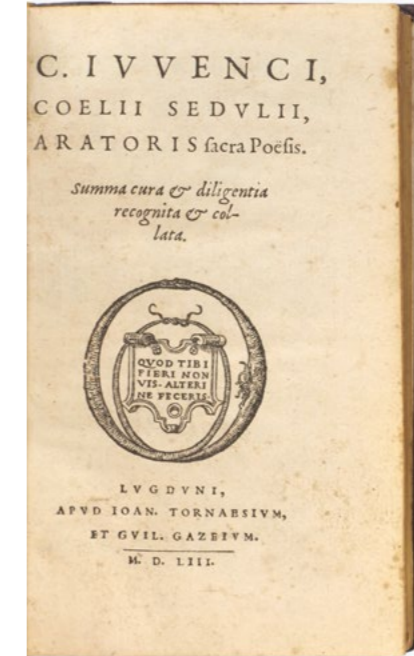 C. IVVENCI,
COELII SEDVLII,
ARATORIS sacra Poësis.
Summa cura & diligentia
recognita & col-
lata.
QVOD TIBI
FIERI NON
VIS, ALTERI
NE FECERIS.
LVGDVNI,
APVD IOAN. TORNAESIVM,
ET GVIL. GAZEIVM.
M. D. LIII.